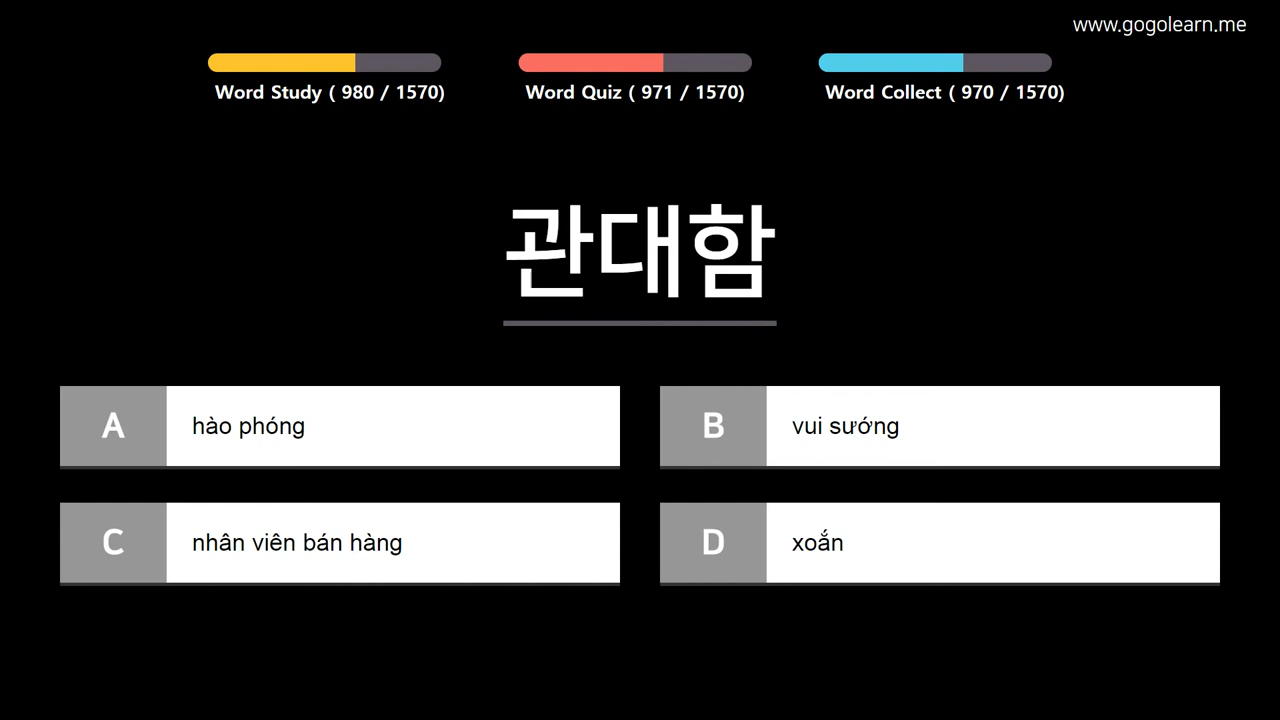 www.gogolearn.me
Word Study ( 980 / 1570)
Word Quiz ( 971 / 1570)
Word Collect ( 970 / 1570)
관대함
A
hào phóng
B
vui sướng
C
nhân viên bán hàng
D
xoắn